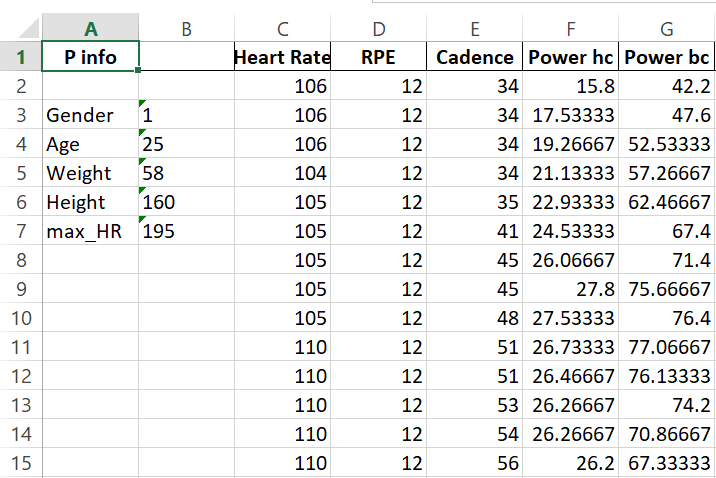 A B C D E F G
1 P info Heart Rate RPE Cadence Power hc Power bc
2 106 12 34 15.8 42.2
3 Gender 1 106 12 34 17.53333 47.6
4 Age 25 106 12 34 19.26667 52.53333
5 Weight 58 104 12 34 21.13333 57.26667
6 Height 160 105 12 35 22.93333 62.46667
7 max_HR 195 105 12 41 24.53333 67.4
8 105 12 45 26.06667 71.4
9 105 12 45 27.8 75.66667
10 105 12 48 27.53333 76.4
11 110 12 51 26.73333 77.06667
12 110 12 51 26.46667 76.13333
13 110 12 53 26.26667 74.2
14 110 12 54 26.26667 70.86667
15 110 12 56 26.2 67.33333